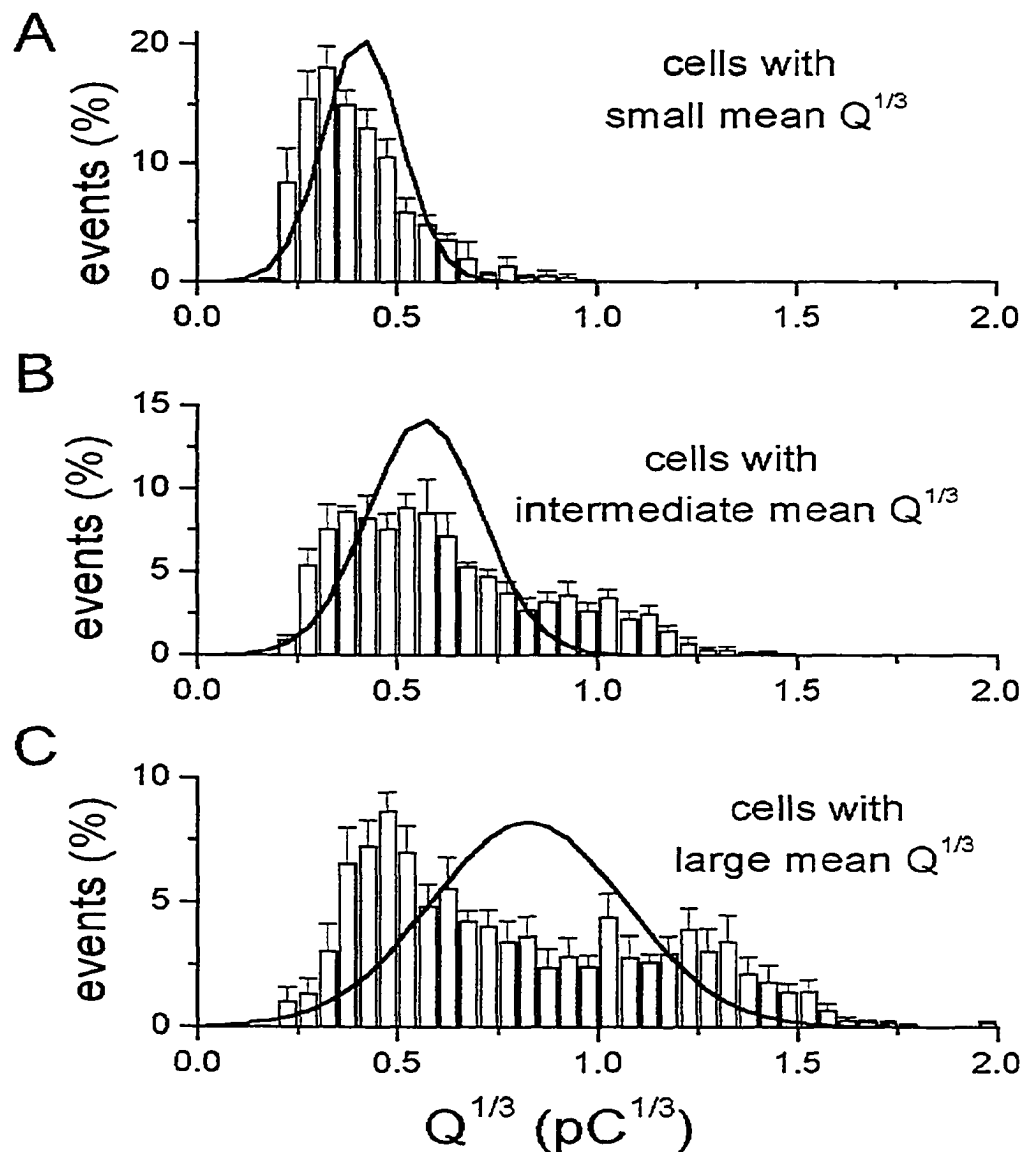 A
20
10
0
events (%)
cells with
small mean Q^1/3
0.0 0.5 1.0 1.5 2.0
B
15
10
5
0
events (%)
cells with
intermediate mean Q^1/3
0.0 0.5 1.0 1.5 2.0
C
10
5
0
events (%)
cells with
large mean Q^1/3
0.0 0.5 1.0 1.5 2.0
Q^1/3 (pC^1/3)